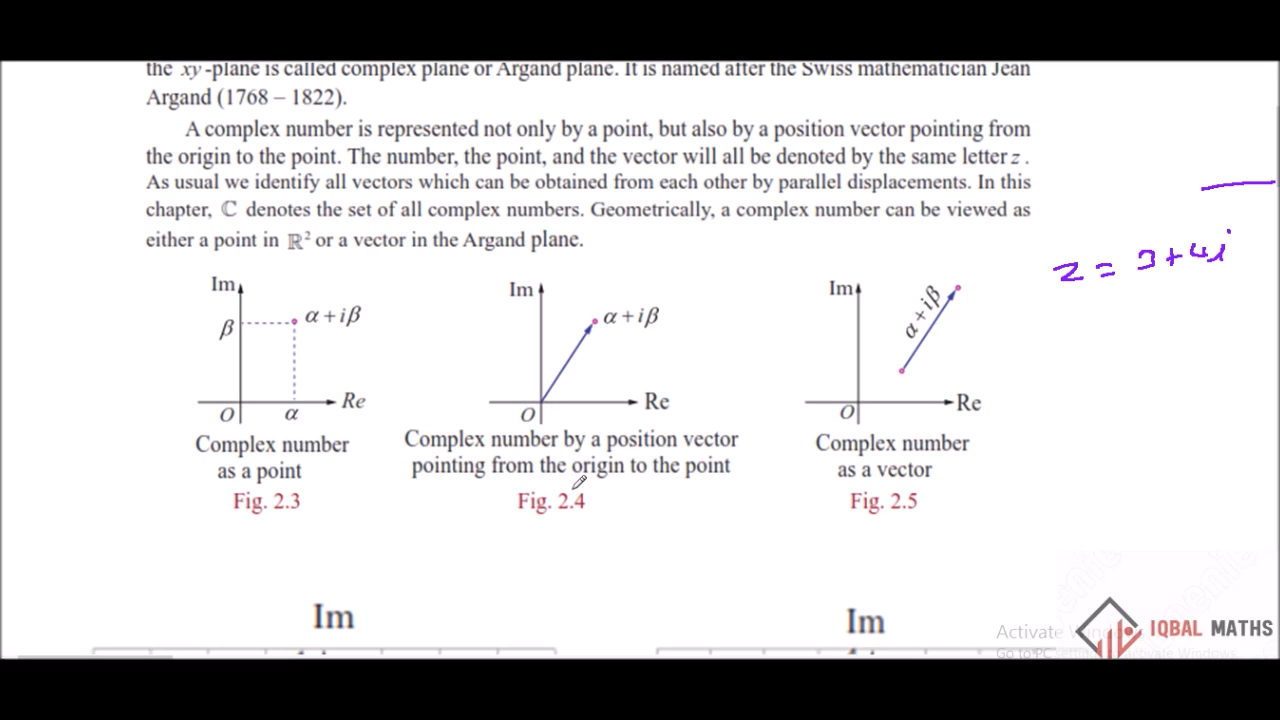 the xy -plane is called complex plane or Argand plane. It is named after the Swiss mathematician Jean
Argand (1768 – 1822).
A complex number is represented not only by a point, but also by a position vector pointing from
the origin to the point. The number, the point, and the vector will all be denoted by the same letter z .
As usual we identify all vectors which can be obtained from each other by parallel displacements. In this
chapter, ℂ denotes the set of all complex numbers. Geometrically, a complex number can be viewed as
either a point in ℝ² or a vector in the Argand plane.
z = 3+4i
Im
β
α + iβ
O
α
Re
Complex number
as a point
Fig. 2.3
Im
α + iβ
O
Re
Complex number by a position vector
pointing from the origin to the point
Fig. 2.4
Im
α + iβ
O
Re
Complex number
as a vector
Fig. 2.5
Im
Im
IQBAL MATHS